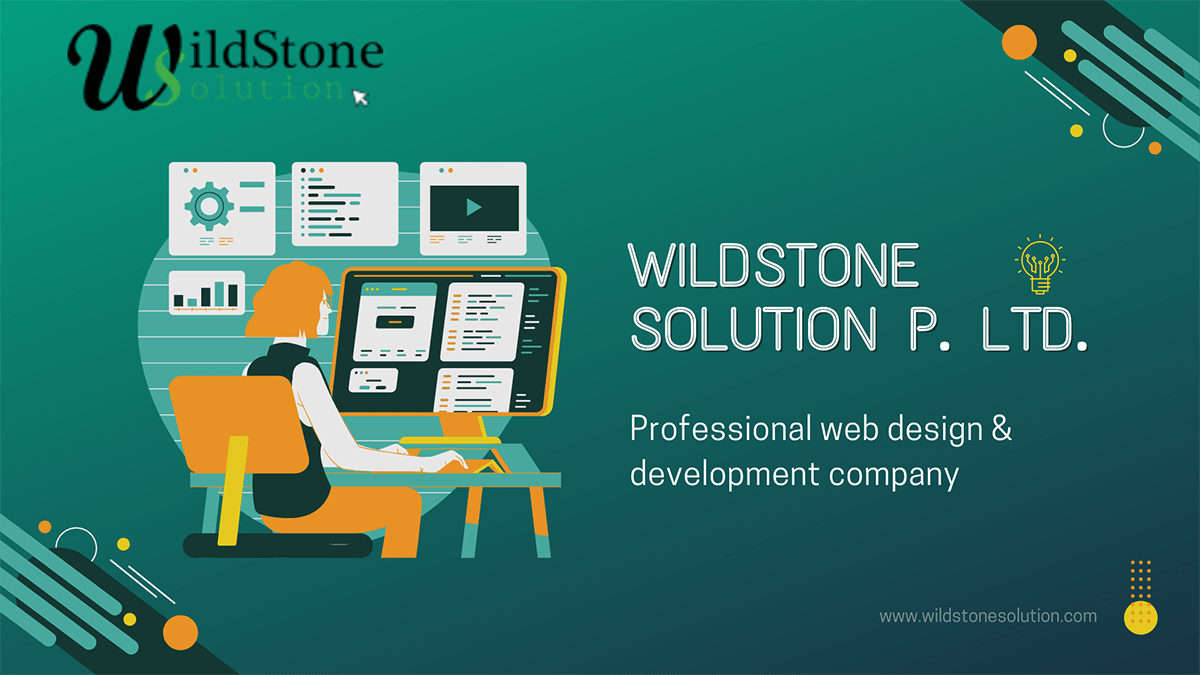 WildStone
Solution
WILDSTONE
SOLUTION P. LTD.
Professional web design &
development company
www.wildstonesolution.com